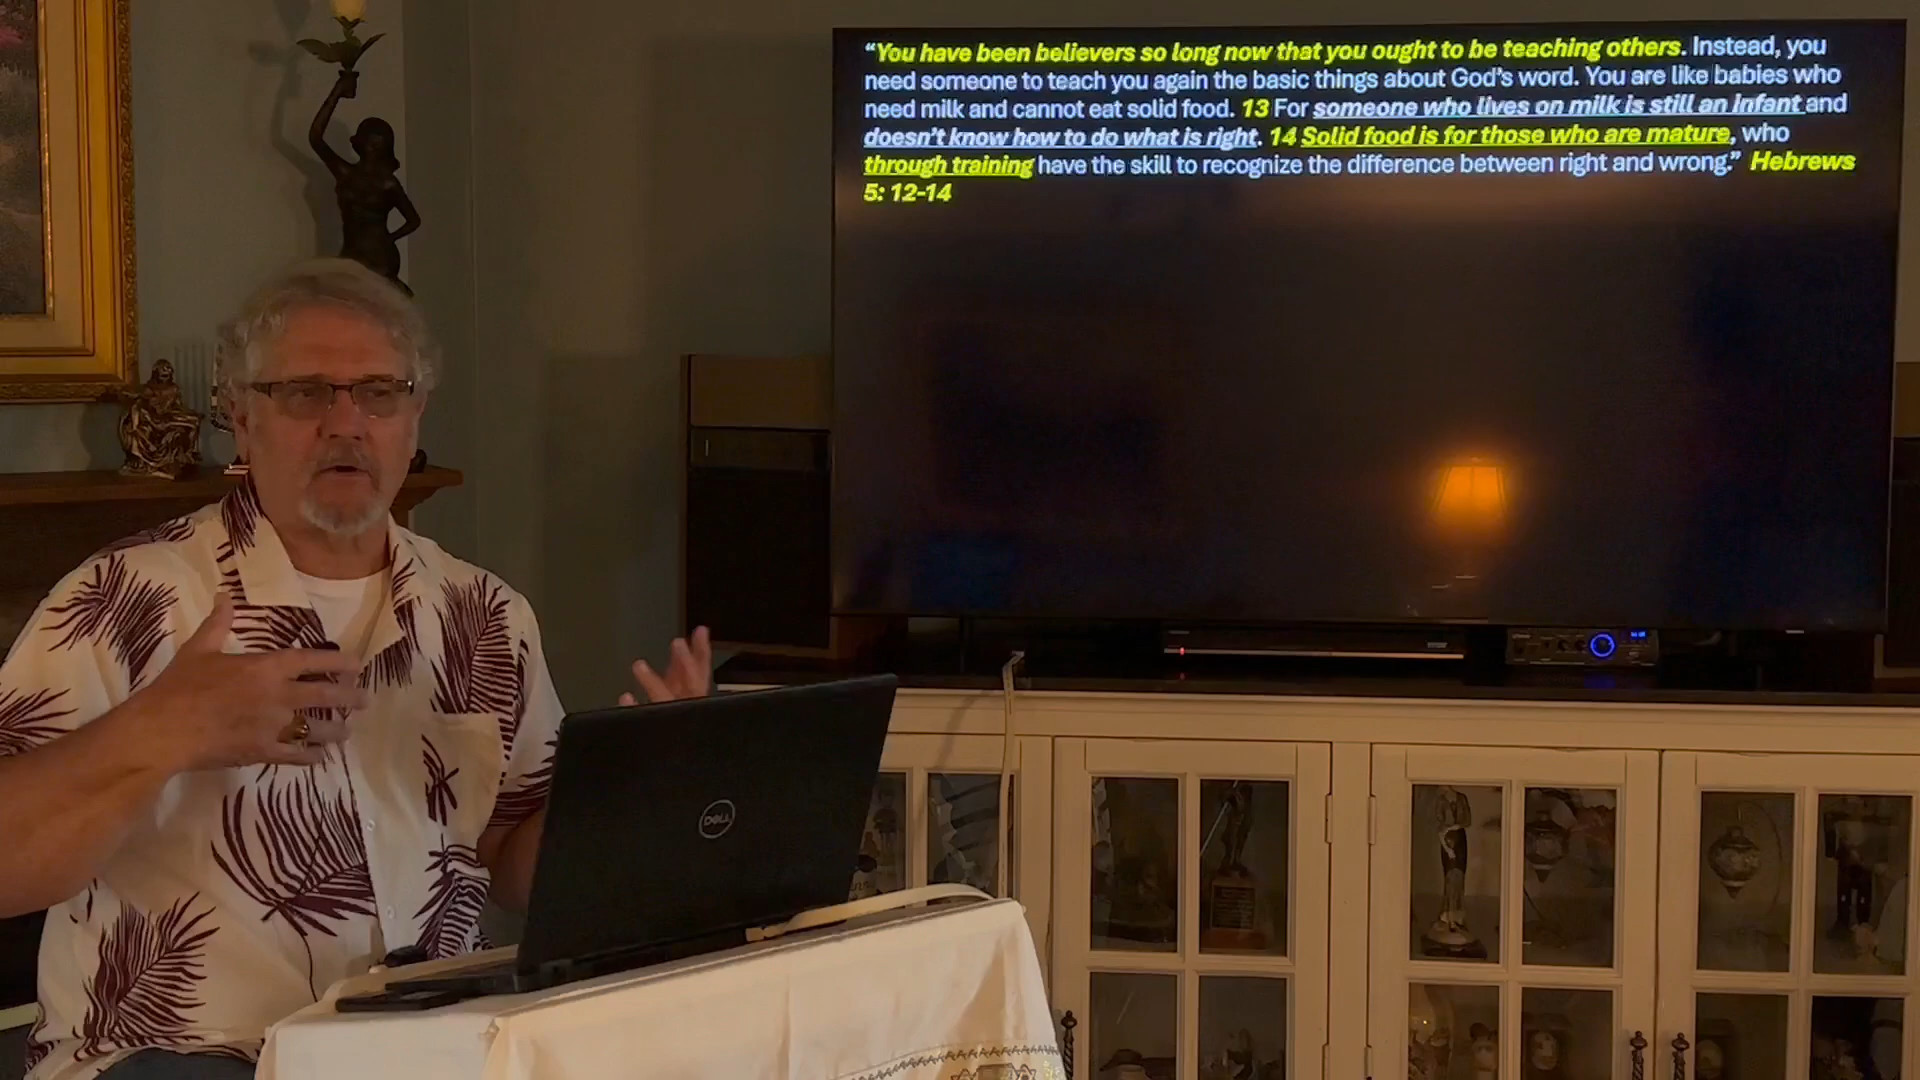 “You have been believers so long now that you ought to be teaching others. Instead, you
need someone to teach you again the basic things about God’s word. You are like babies who
need milk and cannot eat solid food. 13 For someone who lives on milk is still an infant and
doesn’t know how to do what is right. 14 Solid food is for those who are mature, who
through training have the skill to recognize the difference between right and wrong.” Hebrews
5: 12-14
DELL